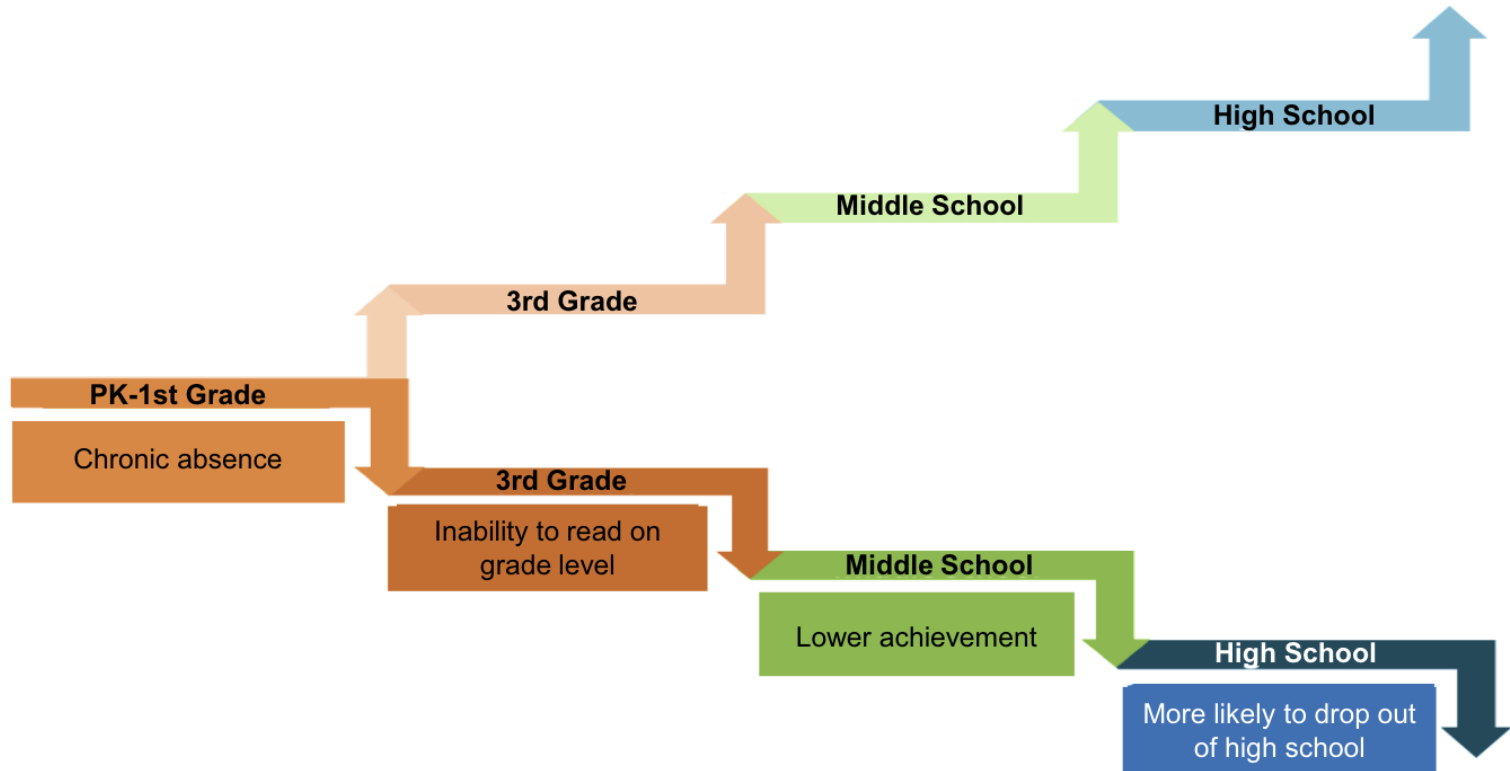 High School
Middle School
3rd Grade
PK-1st Grade
Chronic absence
3rd Grade
Inability to read on
grade level
Middle School
Lower achievement
High School
More likely to drop out
of high school